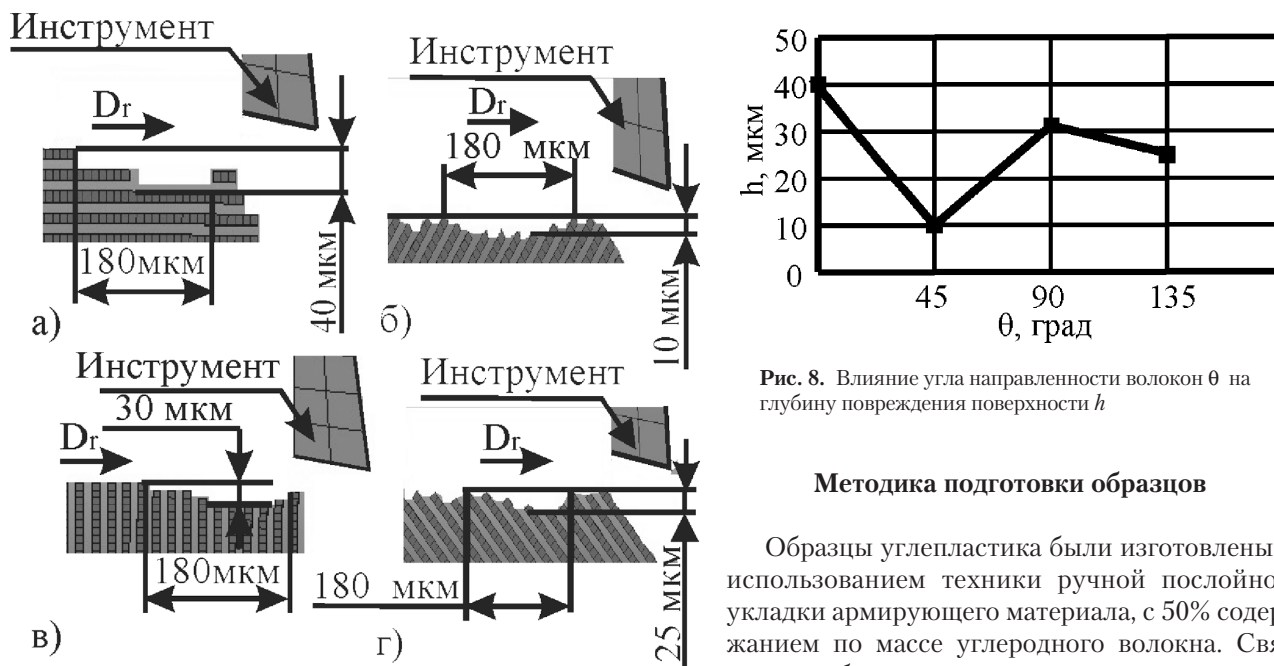 Инструмент
Dr
180мкм
40 мкм
а)
Инструмент
Dr
180 мкм
10 мкм
б)
Инструмент
30 мкм
Dr
180мкм
в)
Инструмент
Dr
180 мкм
25 мкм
г)
50
40
30
20
10
0
h, мкм
45 90 135
θ, град
Рис. 8. Влияние угла направленности волокон θ на
глубину повреждения поверхности h
Методика подготовки образцов
Образцы углепластика были изготовлены
использованием техники ручной послойно
укладки армирующего материала, с 50% содер
жанием по массе углеродного волокна. Свя